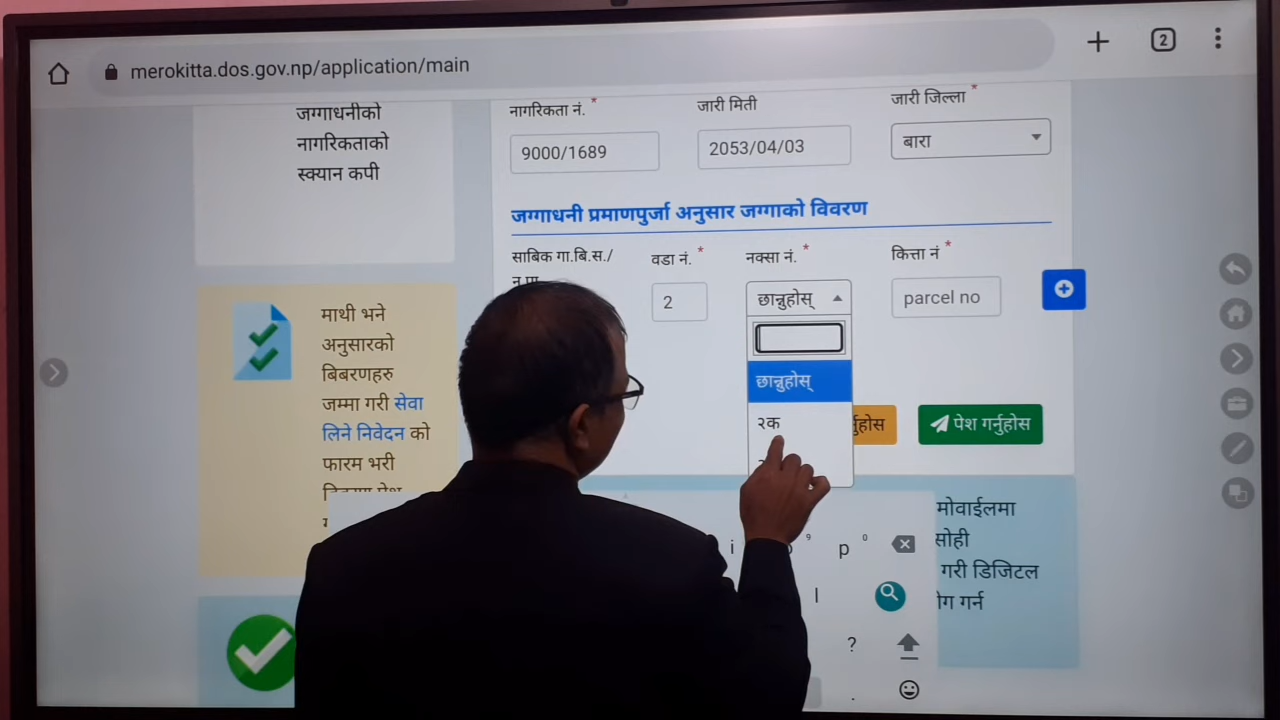 merokitta.dos.gov.np/application/main
2
जग्गाधनीको
नागरिकताको
स्क्यान कपी
नागरिकता नं. *
जारी मिती
जारी जिल्ला *
9000/1689
2053/04/03
बारा
जग्गाधनी प्रमाणपुर्जा अनुसार जग्गाको विवरण
साबिक गा.बि.स./
न.पा.
वडा नं. *
नक्सा नं. *
कित्ता नं *
2
छान्नुहोस्
parcel no
छान्नुहोस्
२क
र्नुहोस
पेश गर्नुहोस
माथी भने
अनुसारको
बिबरणहरु
जम्मा गरी सेवा
लिने निवेदन को
फारम भरी
मोवाईलमा
सोही
गरी डिजिटल
ोग गर्न
i
9
p
0
l
?
.